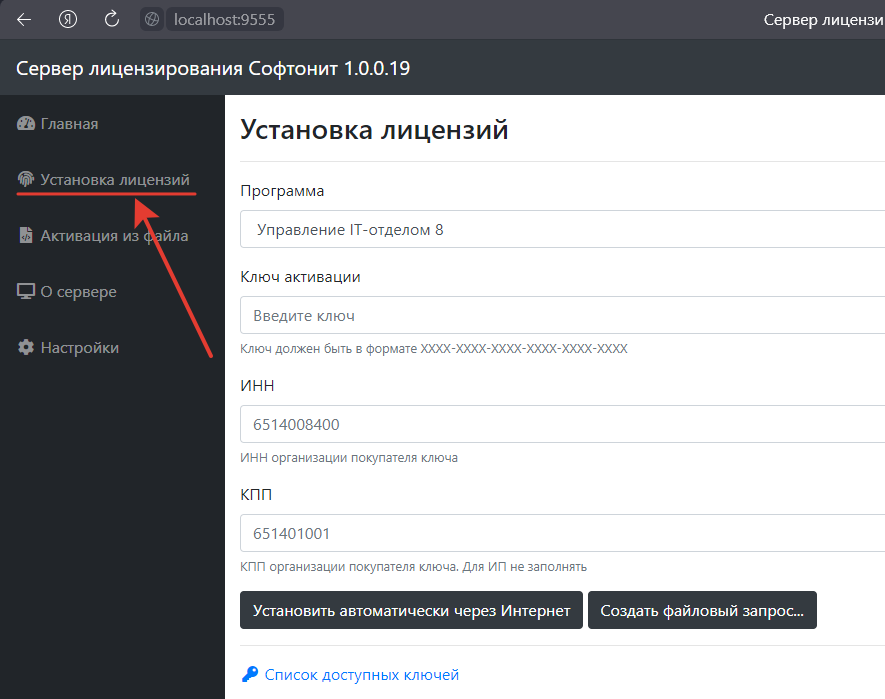 localhost:9555
Сервер лицензи
Сервер лицензирования Софтонит 1.0.0.19
Главная
Установка лицензий
Активация из файла
О сервере
Настройки
Установка лицензий
Программа
Управление IT-отделом 8
Ключ активации
Введите ключ
Ключ должен быть в формате XXXX-XXXX-XXXX-XXXX-XXXX-XXXX
ИНН
6514008400
ИНН организации покупателя ключа
КПП
651401001
КПП организации покупателя ключа. Для ИП не заполнять
Установить автоматически через Интернет
Создать файловый запрос...
Список доступных ключей